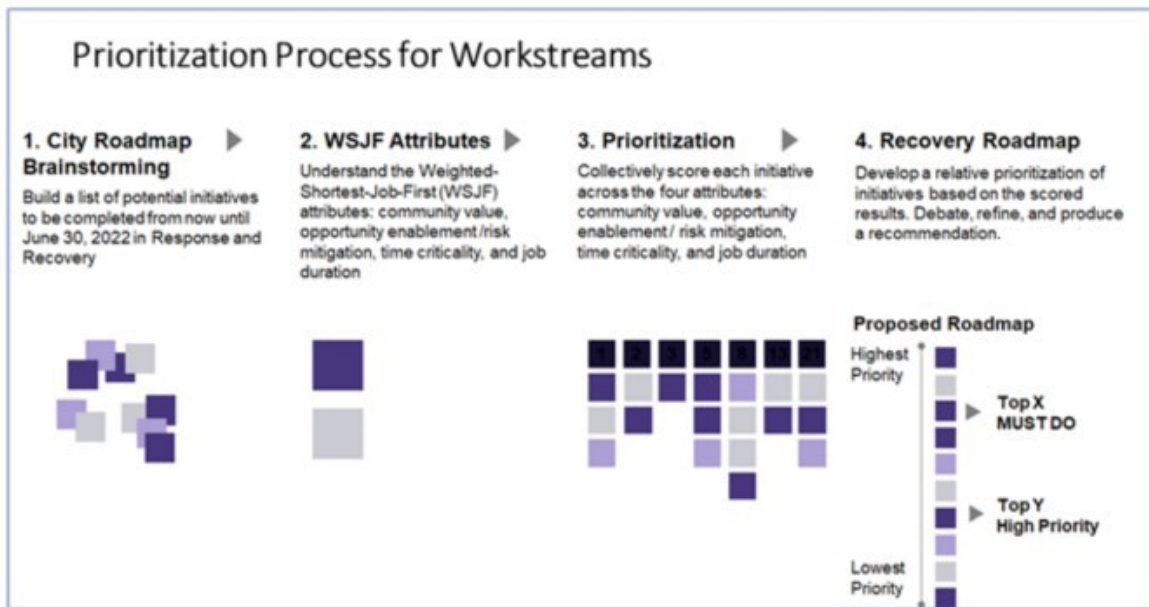 Prioritization Process for Workstreams
1. City Roadmap
Brainstorming
Build a list of potential initiatives
to be completed from now until
June 30, 2022 in Response and
Recovery
2. WSJF Attributes
Understand the Weighted-
Shortest-Job-First (WSJF)
attributes: community value,
opportunity enablement /risk
mitigation, time criticality, and job
duration
3. Prioritization
Collectively score each initiative
across the four attributes:
community value, opportunity
enablement / risk mitigation,
time criticality, and job duration
1 2 3 5 8 13 21
4. Recovery Roadmap
Develop a relative prioritization of
initiatives based on the scored
results. Debate, refine, and produce
a recommendation.
Proposed Roadmap
Highest
Priority
Top X
MUST DO
Top Y
High Priority
Lowest
Priority